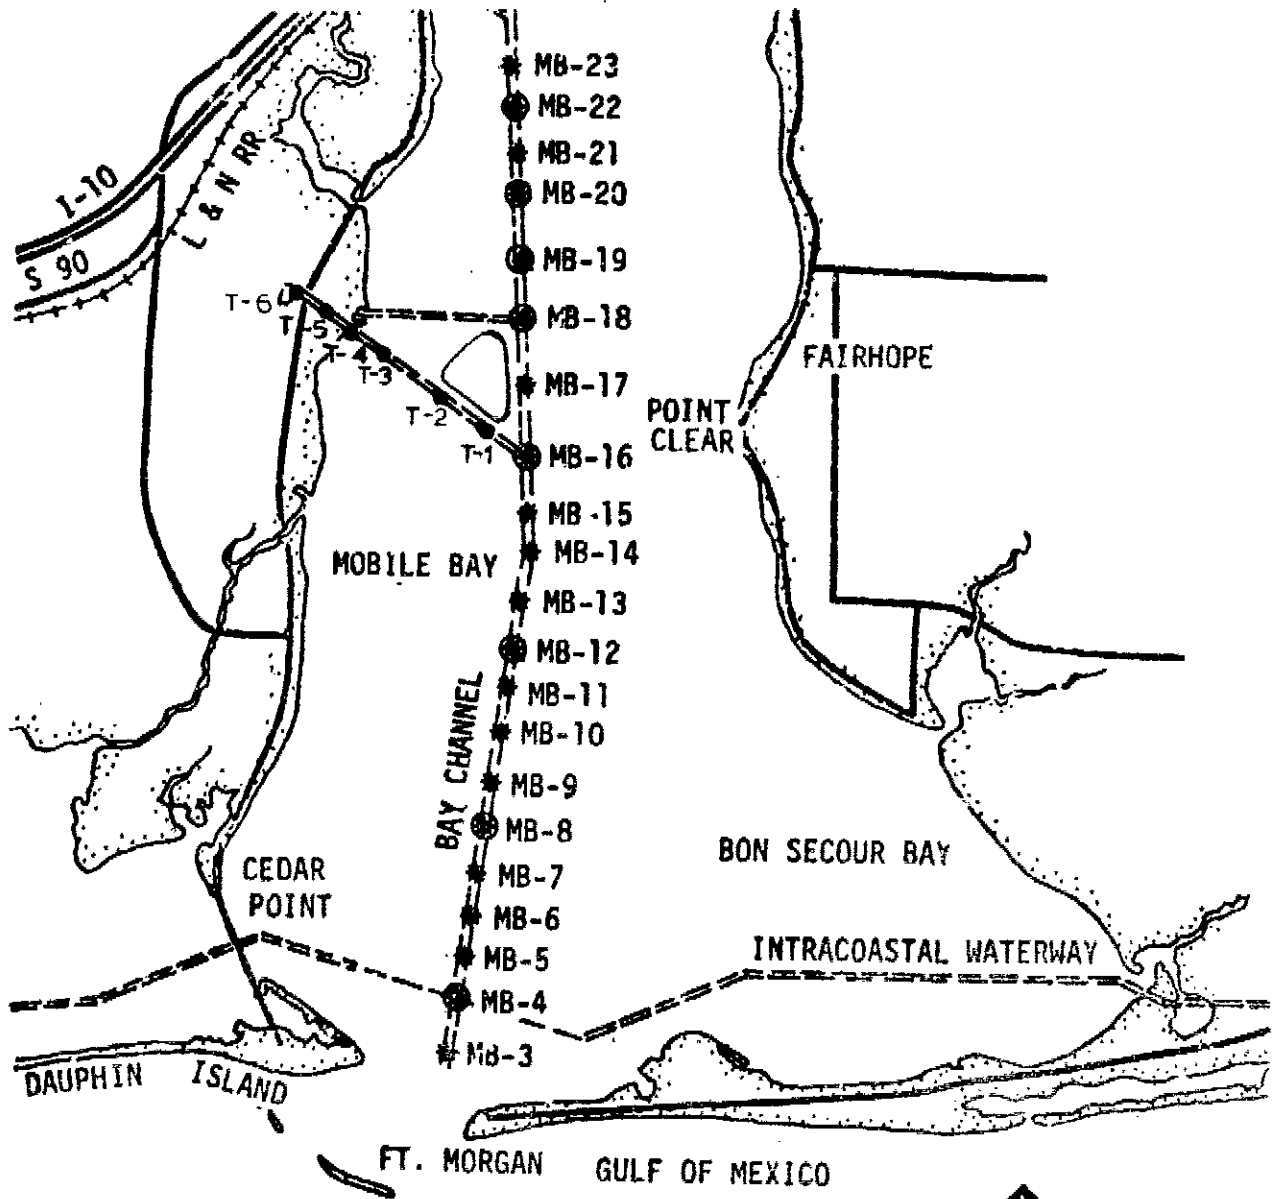 MB-23
MB-22
MB-21
L & N RR
I-10
MB-20
MB-19
S 90
T-6
MB-18
T-5
T-4
FAIRHOPE
T-3
MB-17
T-2
POINT
CLEAR
T-1
MB-16
MB-15
MB-14
MOBILE BAY
MB-13
MB-12
MB-11
MB-10
BAY CHANNEL
MB-9
MB-8
BON SECOUR BAY
CEDAR
POINT
MB-7
MB-6
INTRACOASTAL WATERWAY
MB-5
MB-4
MB-3
DAUPHIN ISLAND
FT. MORGAN
GULF OF MEXICO